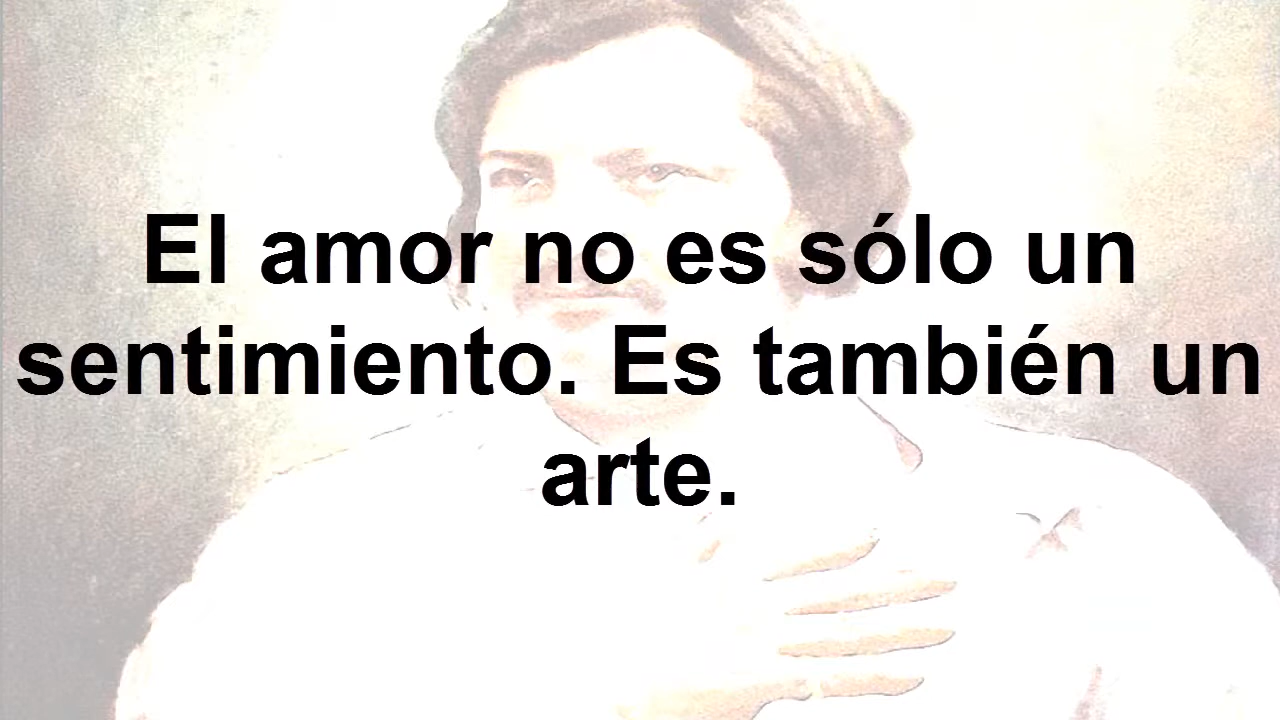 El amor no es sólo un
sentimiento. Es también un
arte.